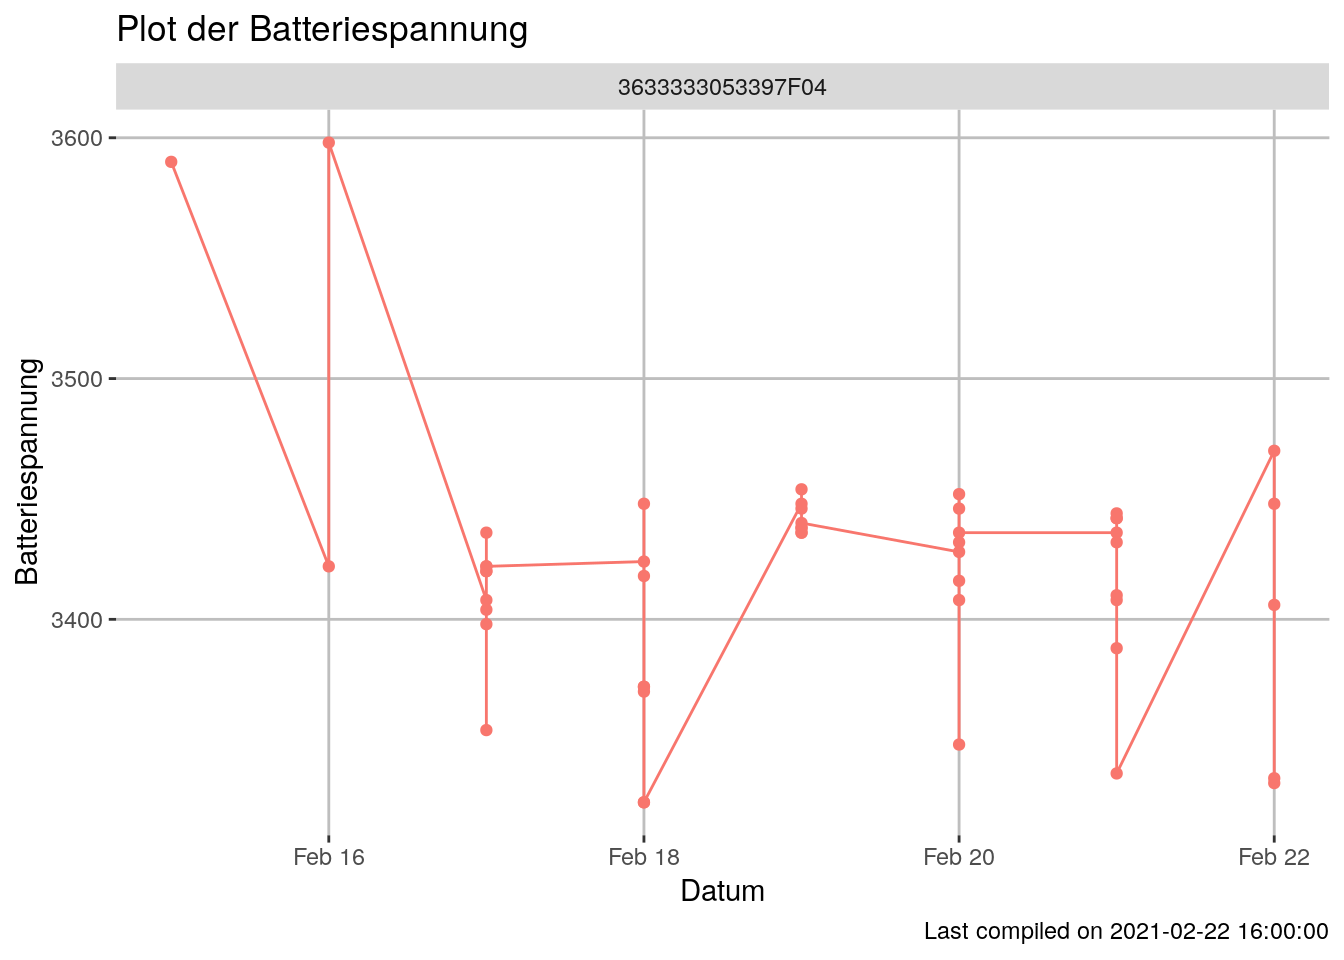 Plot der Batteriespannung
3633333053397F04
3600
3500
3400
Batteriespannung
Feb 16
Feb 18
Feb 20
Feb 22
Datum
Last compiled on 2021-02-22 16:00:00